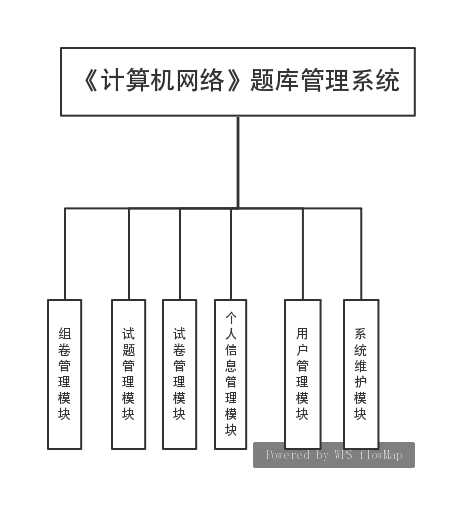 《计算机网络》题库管理系统
组卷管理模块
试题管理模块
试卷管理模块
个人信息管理模块
用户管理模块
系统维护模块
Powered by WPS FlowMap